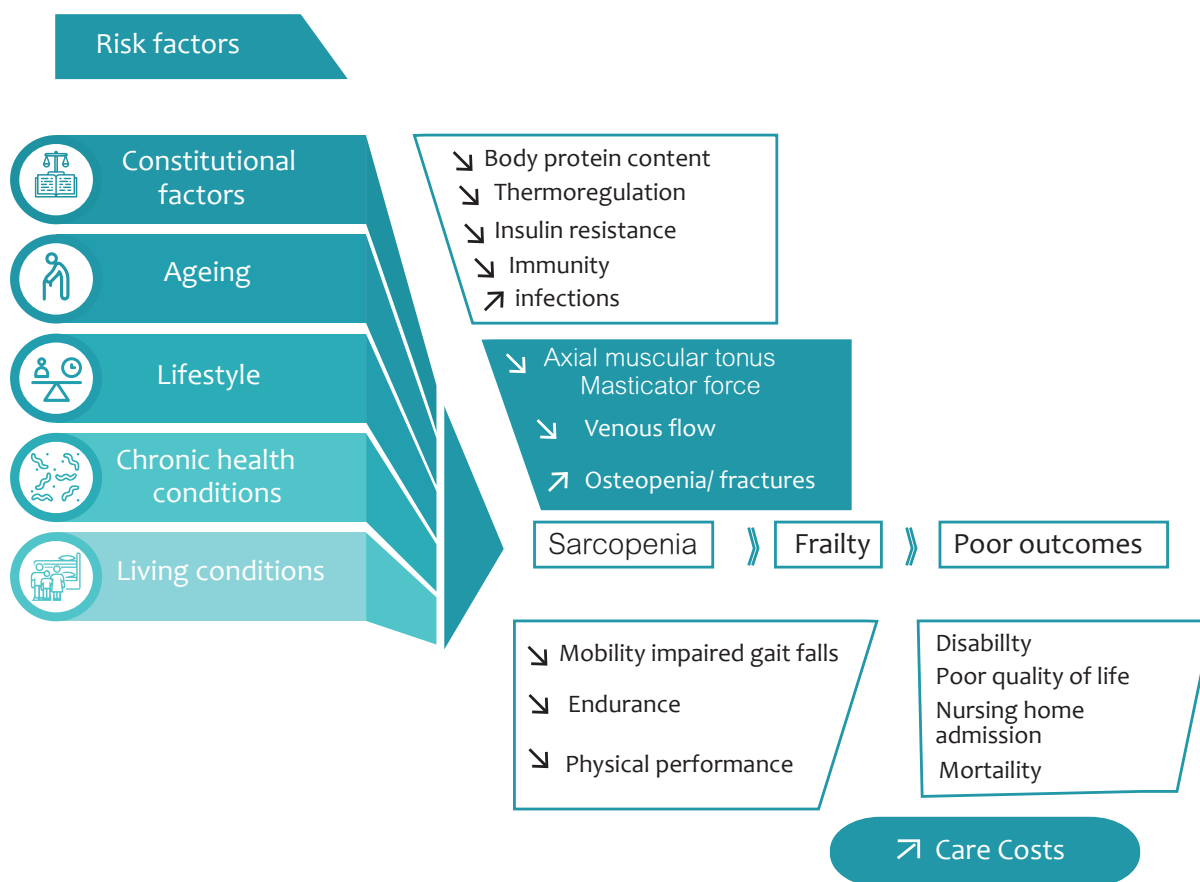 Risk factors
Constitutional
factors
Ageing
Lifestyle
Chronic health
conditions
Living conditions
↘ Body protein content
↘ Thermoregulation
↘ Insulin resistance
↘ Immunity
↗ infections
↘ Axial muscular tonus
Masticator force
↘ Venous flow
↗ Osteopenia/ fractures
Sarcopenia ⟫ Frailty ⟫ Poor outcomes
↘ Mobility impaired gait falls
↘ Endurance
↘ Physical performance
Disabillty
Poor quality of life
Nursing home
admission
Mortaility
↗ Care Costs